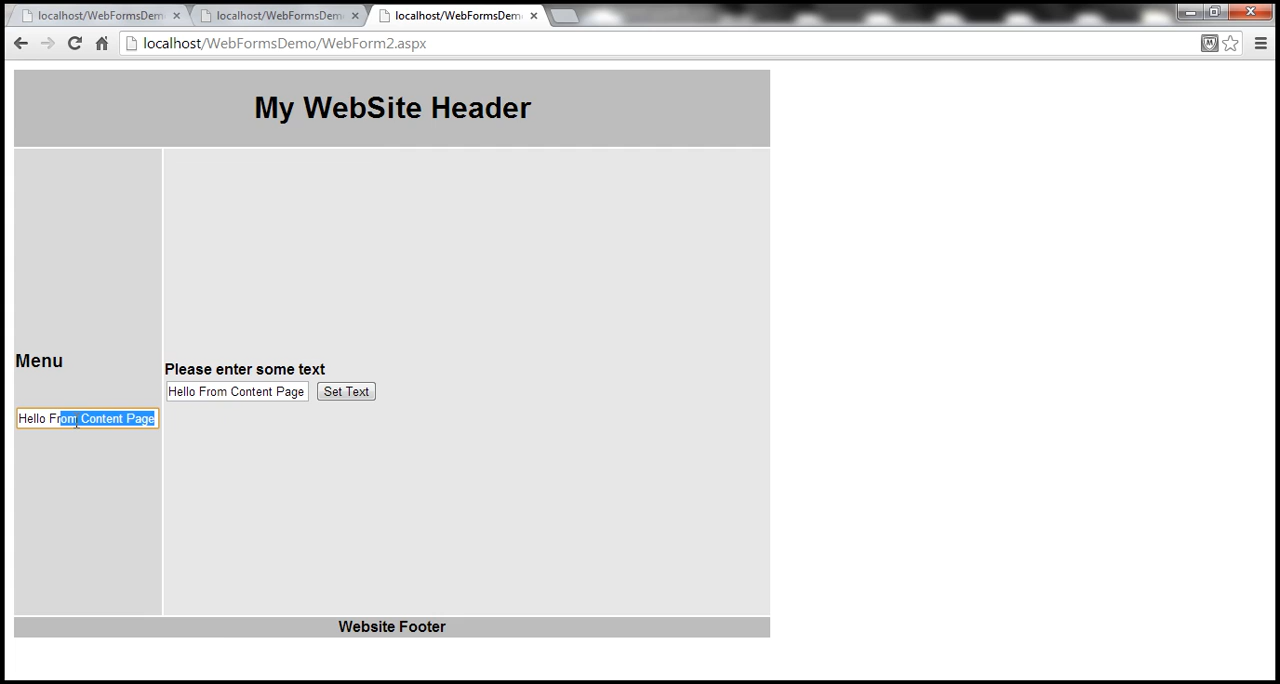 localhost/WebFormsDem
localhost/WebFormsDemo
localhost/WebFormsDem
localhost/WebFormsDemo/WebForm2.aspx
My WebSite Header
Menu
Please enter some text
Hello From Content Page
Set Text
Hello From Content Page
Website Footer